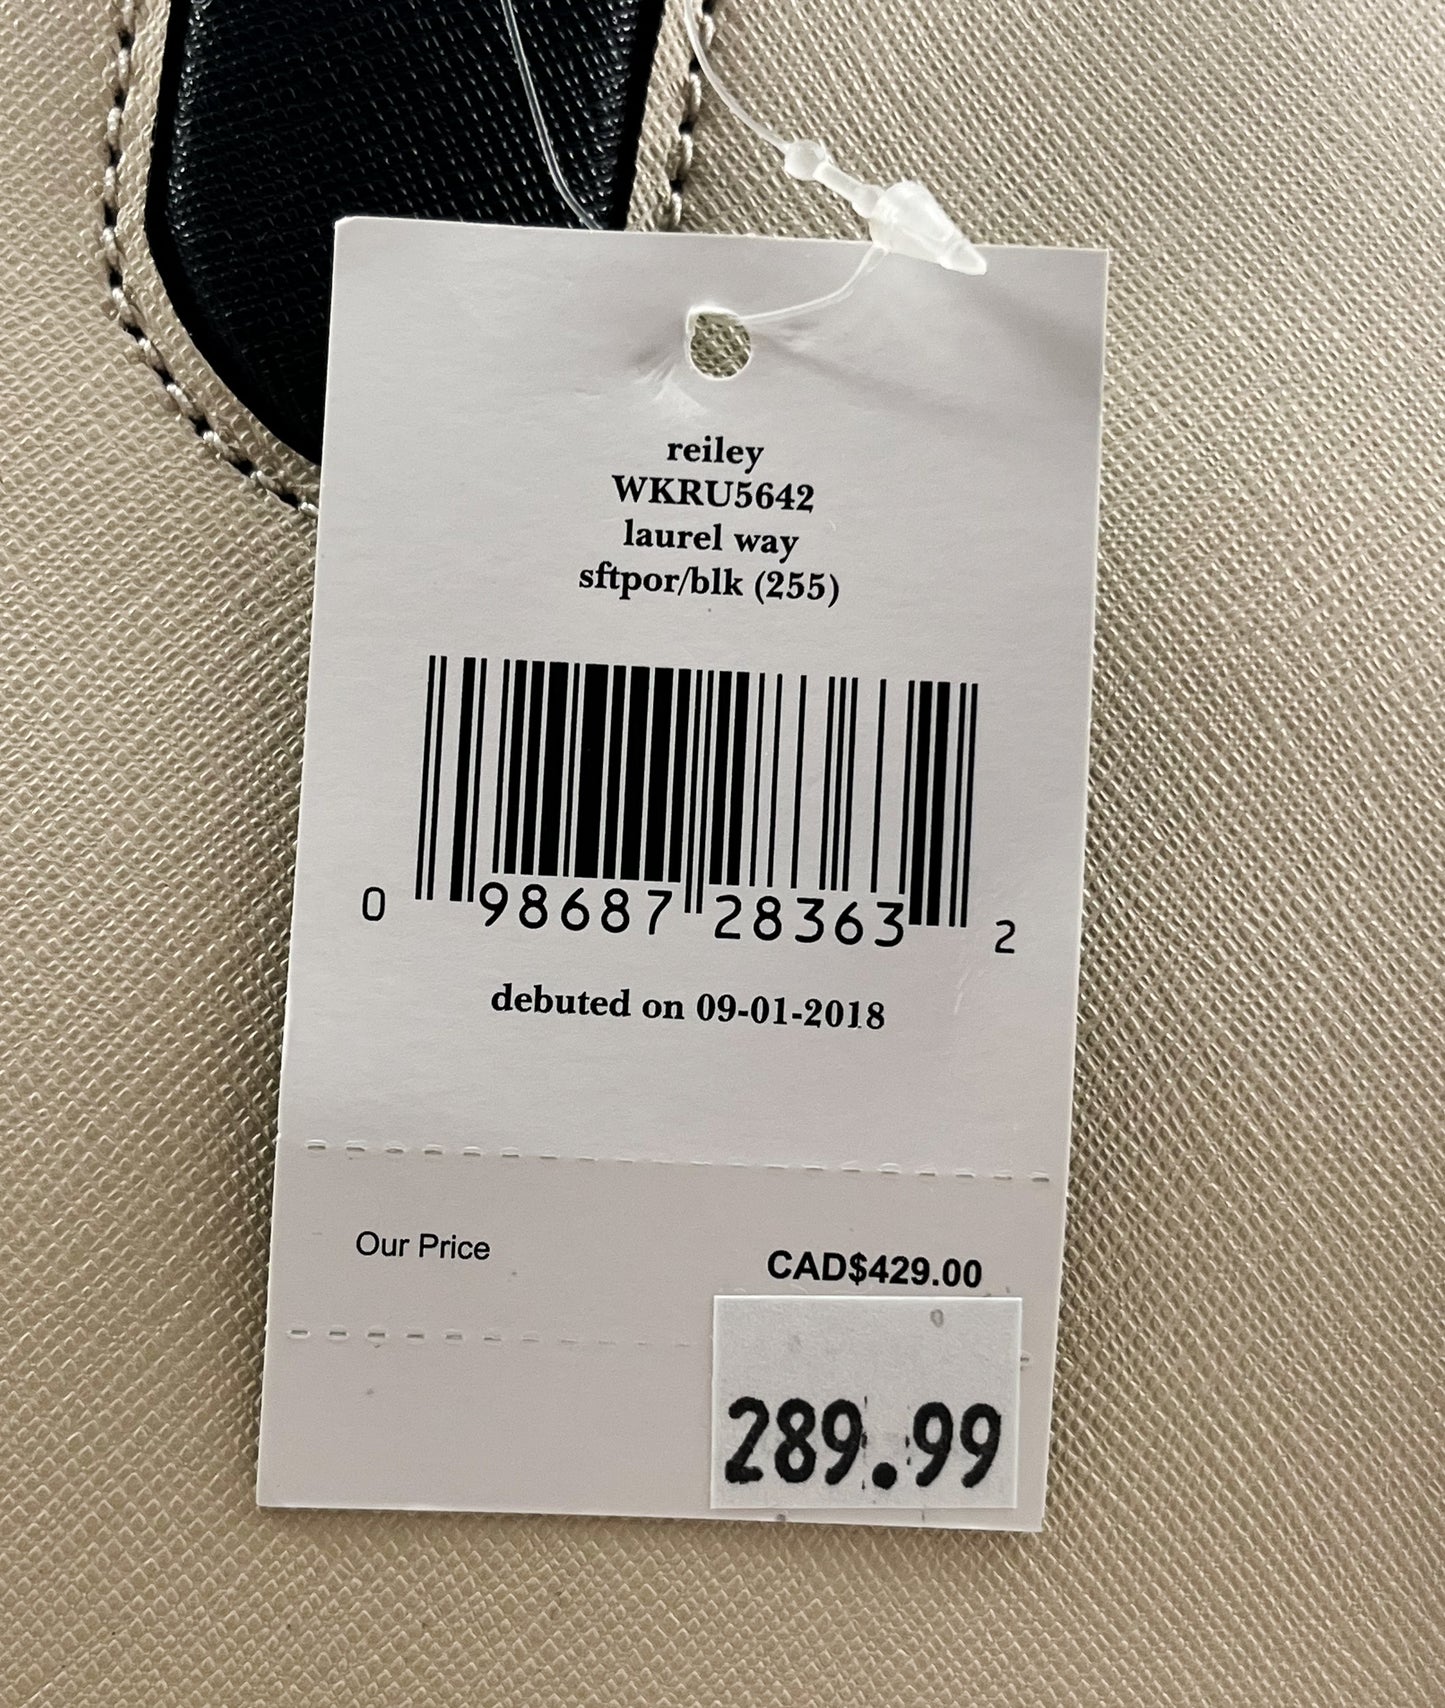 reiley
WKRU5642
laurel way
sftpor/blk (255)
0 98687 28363 2
debuted on 09-01-2018
Our Price CAD$429.00
289.99